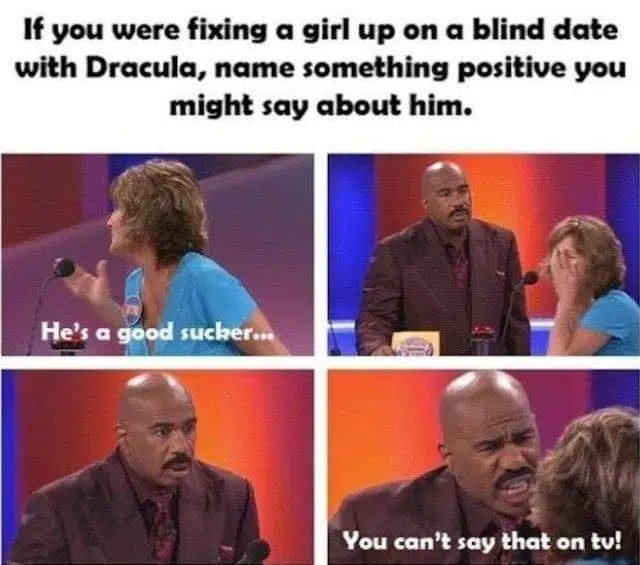 If you were fixing a girl up on a blind date
with Dracula, name something positive you
might say about him.
He's a good sucker...
You can't say that on tv!